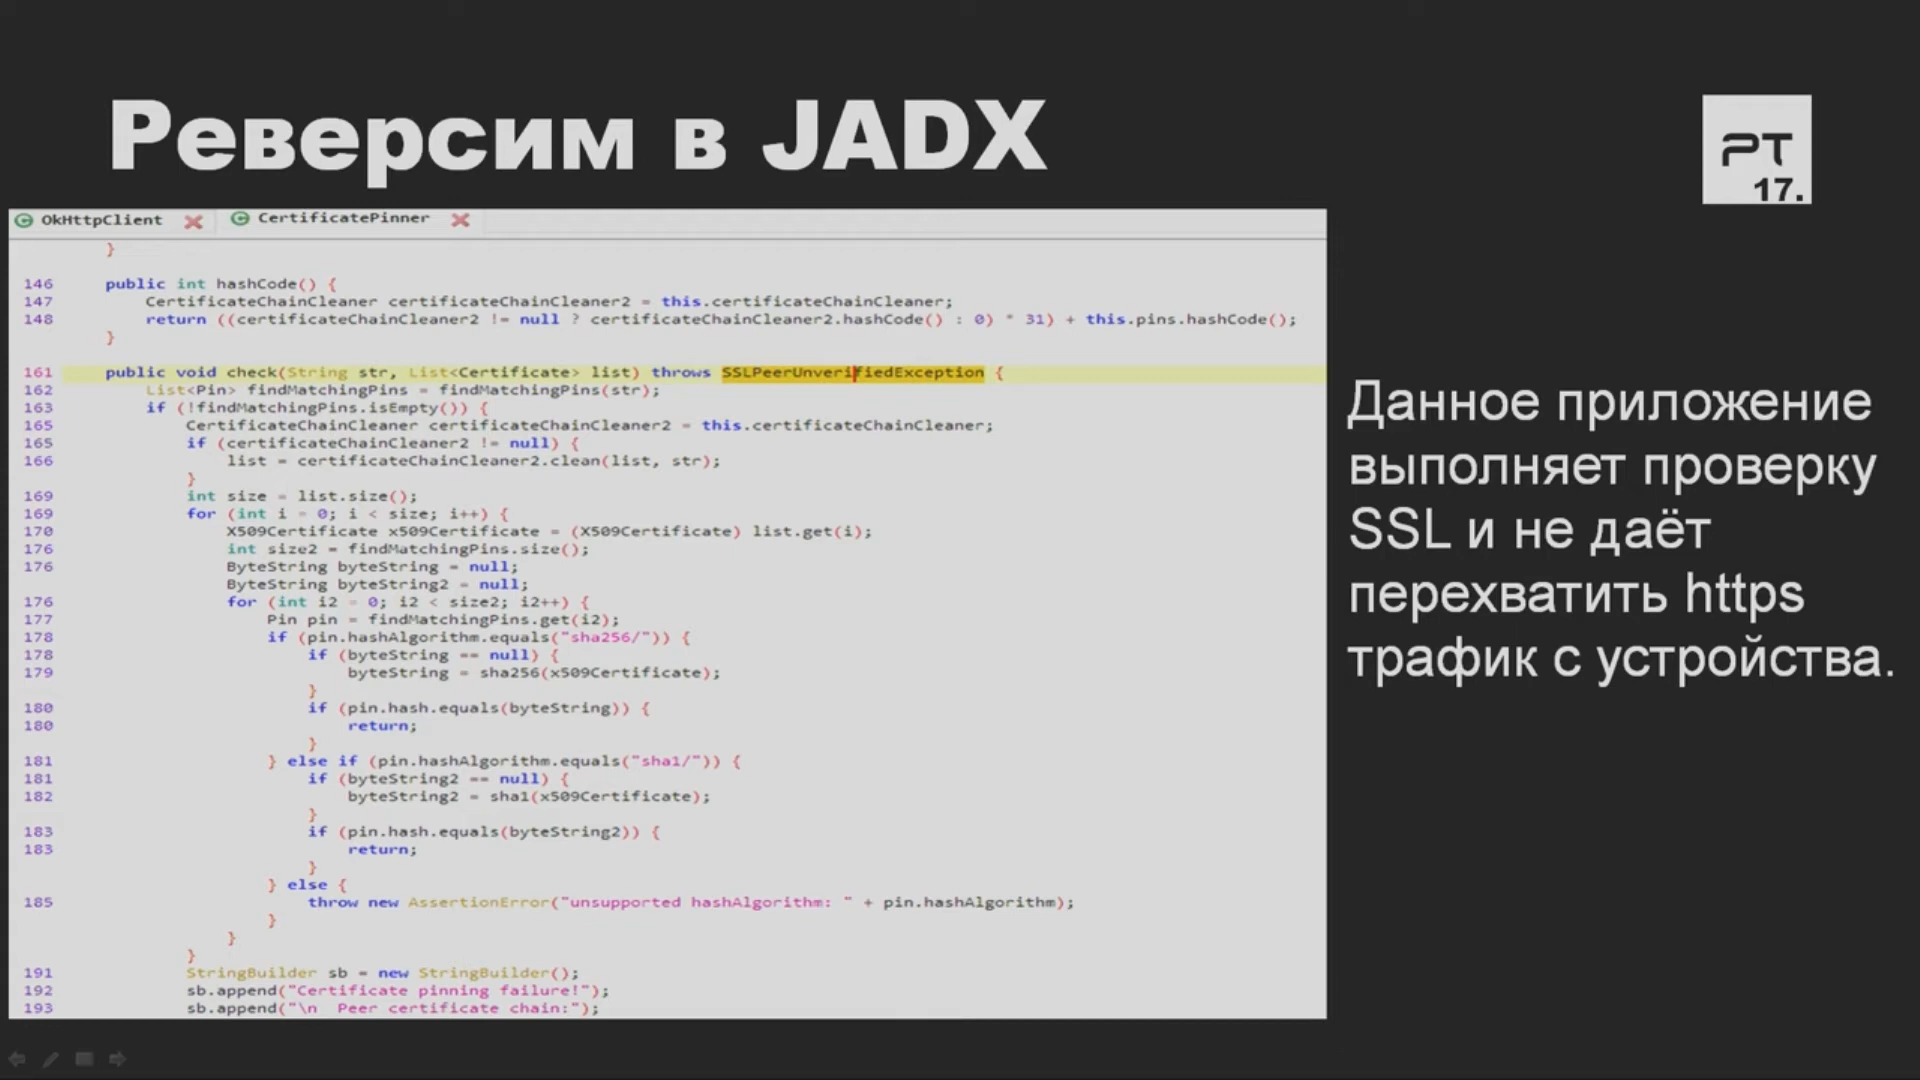 Реверсим в JADX
PT
17.
OkHttpClient CertificatePinner
}
146 public int hashCode() {
147 CertificateChainCleaner certificateChainCleaner2 = this.certificateChainCleaner;
148 return ((certificateChainCleaner2 != null ? certificateChainCleaner2.hashCode() : 0) * 31) + this.pins.hashCode();
}
161 public void check(String str, List<Certificate> list) throws SSLPeerUnverifiedException {
162 List<Pin> findMatchingPins = findMatchingPins(str);
163 if (!findMatchingPins.isEmpty()) {
165 CertificateChainCleaner certificateChainCleaner2 = this.certificateChainCleaner;
165 if (certificateChainCleaner2 != null) {
166 list = certificateChainCleaner2.clean(list, str);
}
169 int size = list.size();
169 for (int i = 0; i < size; i++) {
170 X509Certificate x509Certificate = (X509Certificate) list.get(i);
176 int size2 = findMatchingPins.size();
176 ByteString byteString = null;
ByteString byteString2 = null;
176 for (int i2 = 0; i2 < size2; i2++) {
177 Pin pin = findMatchingPins.get(i2);
178 if (pin.hashAlgorithm.equals("sha256/")) {
178 if (byteString == null) {
179 byteString = sha256(x509Certificate);
}
180 if (pin.hash.equals(byteString)) {
180 return;
}
181 } else if (pin.hashAlgorithm.equals("sha1/")) {
181 if (byteString2 == null) {
182 byteString2 = sha1(x509Certificate);
}
183 if (pin.hash.equals(byteString2)) {
183 return;
}
} else {
185 throw new AssertionError("unsupported hashAlgorithm: " + pin.hashAlgorithm);
}
}
}
191 StringBuilder sb = new StringBuilder();
192 sb.append("Certificate pinning failure!");
193 sb.append("\n  Peer certificate chain:");
Данное приложение
выполняет проверку
SSL и не даёт
перехватить https
трафик с устройства.